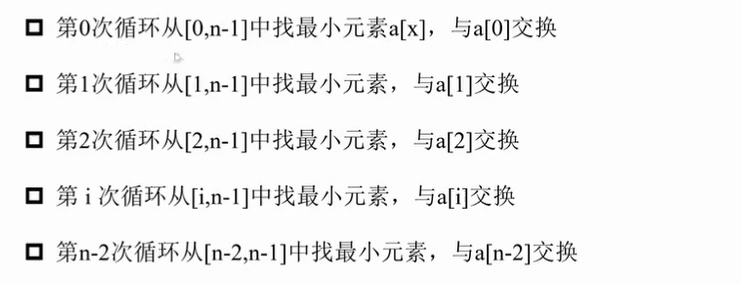 第0次循环从[0,n-1]中找最小元素a[x]，与a[0]交换
第1次循环从[1,n-1]中找最小元素，与a[1]交换
第2次循环从[2,n-1]中找最小元素，与a[2]交换
第 i 次循环从[i,n-1]中找最小元素，与a[i]交换
第n-2次循环从[n-2,n-1]中找最小元素，与a[n-2]交换